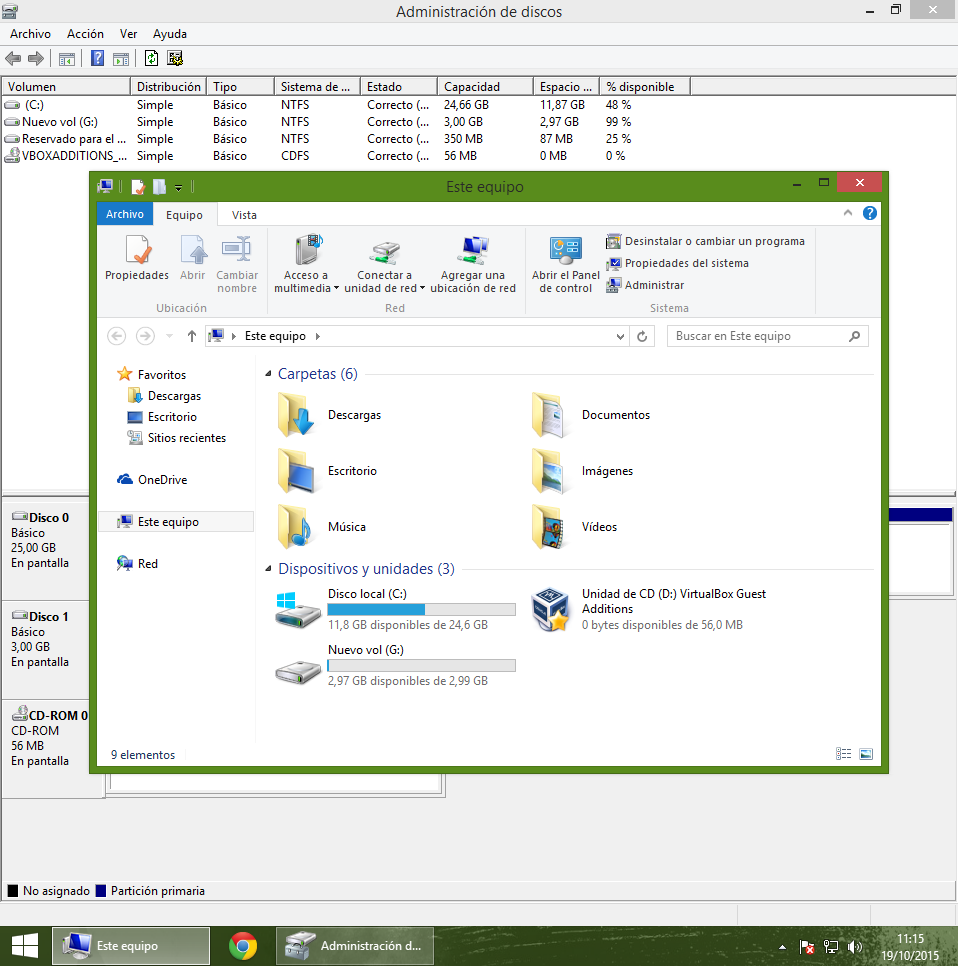 Administración de discos
Archivo Acción Ver Ayuda
Volumen Distribución Tipo Sistema de ... Estado Capacidad Espacio ... % disponible
(C:) Simple Básico NTFS Correcto (... 24,66 GB 11,87 GB 48 %
Nuevo vol (G:) Simple Básico NTFS Correcto (... 3,00 GB 2,97 GB 99 %
Reservado para el ... Simple Básico NTFS Correcto (... 350 MB 87 MB 25 %
VBOXADDITIONS_... Simple Básico CDFS Correcto (... 56 MB 0 MB 0 %
Este equipo
Archivo Equipo Vista
Propiedades Abrir Cambiar nombre
Ubicación
Acceso a multimedia Conectar a unidad de red Agregar una ubicación de red
Red
Abrir el Panel de control
Desinstalar o cambiar un programa
Propiedades del sistema
Administrar
Sistema
Este equipo
Buscar en Este equipo
Favoritos
Descargas
Escritorio
Sitios recientes
OneDrive
Este equipo
Red
Carpetas (6)
Descargas Documentos
Escritorio Imágenes
Música Vídeos
Dispositivos y unidades (3)
Disco local (C:)
11,8 GB disponibles de 24,6 GB
Unidad de CD (D:) VirtualBox Guest
Additions
0 bytes disponibles de 56,0 MB
Nuevo vol (G:)
2,97 GB disponibles de 2,99 GB
9 elementos
Disco 0
Básico
25,00 GB
En pantalla
Disco 1
Básico
3,00 GB
En pantalla
CD-ROM 0
CD-ROM
56 MB
En pantalla
No asignado Partición primaria
Este equipo
Administración d...
11:15
19/10/2015